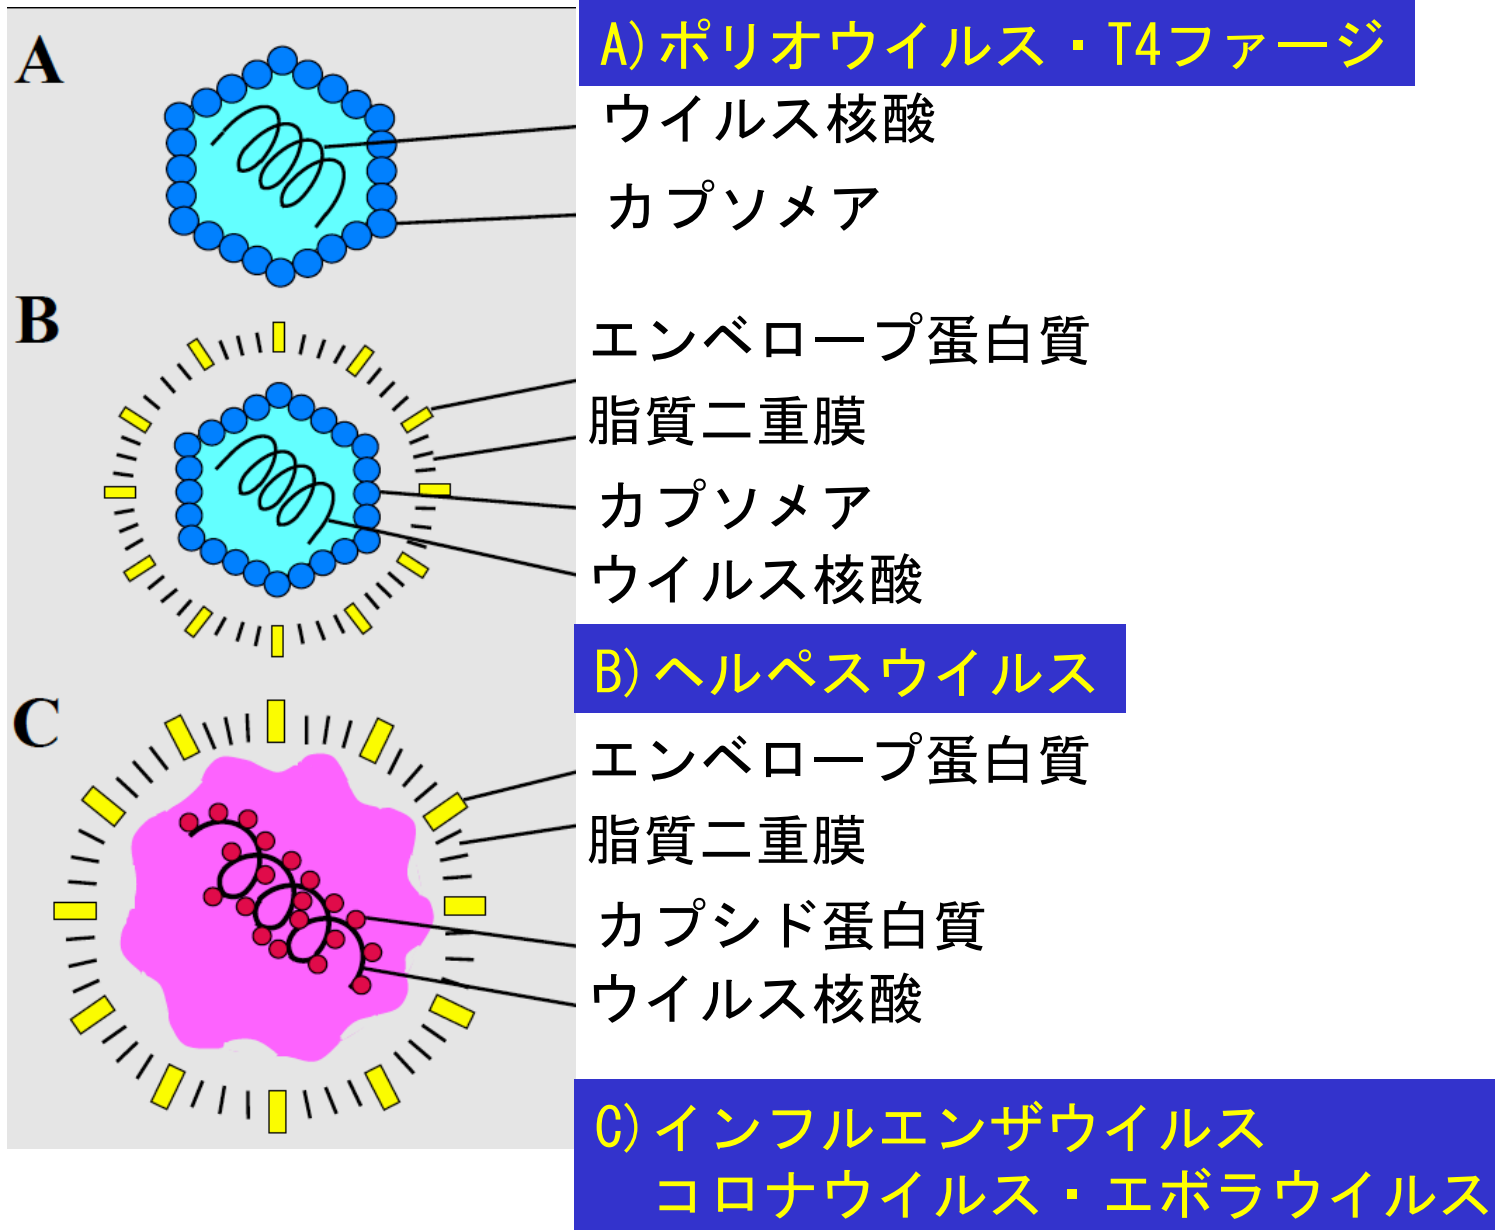 A
A)ポリオウイルス・T4ファージ
ウイルス核酸
カプソメア
B
エンベロープ蛋白質
脂質二重膜
カプソメア
ウイルス核酸
B)ヘルペスウイルス
C
エンベロープ蛋白質
脂質二重膜
カプシド蛋白質
ウイルス核酸
C)インフルエンザウイルス
コロナウイルス・エボラウイルス